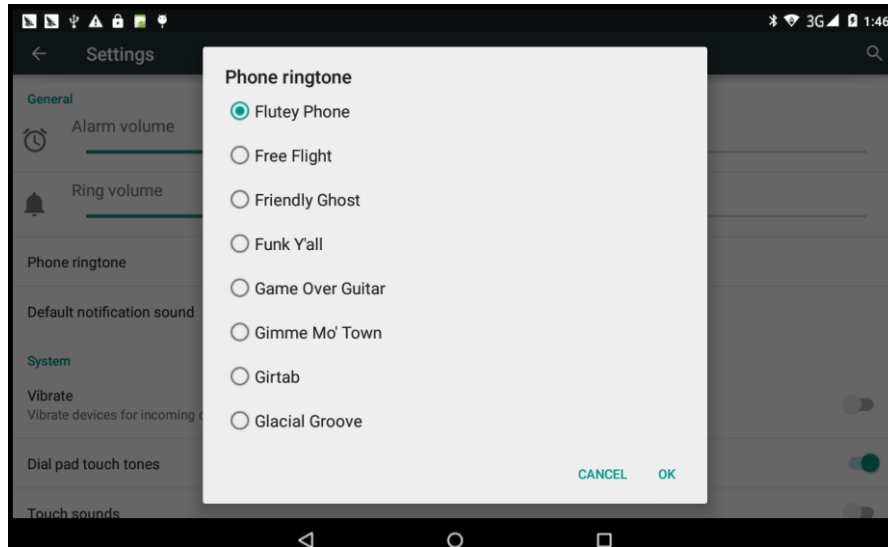 3G 1:46
Settings
General
Alarm volume
Ring volume
Phone ringtone
Default notification sound
System
Vibrate
Vibrate devices for incoming
Dial pad touch tones
Touch sounds
Phone ringtone
Flutey Phone
Free Flight
Friendly Ghost
Funk Y'all
Game Over Guitar
Gimme Mo' Town
Girtab
Glacial Groove
CANCEL OK